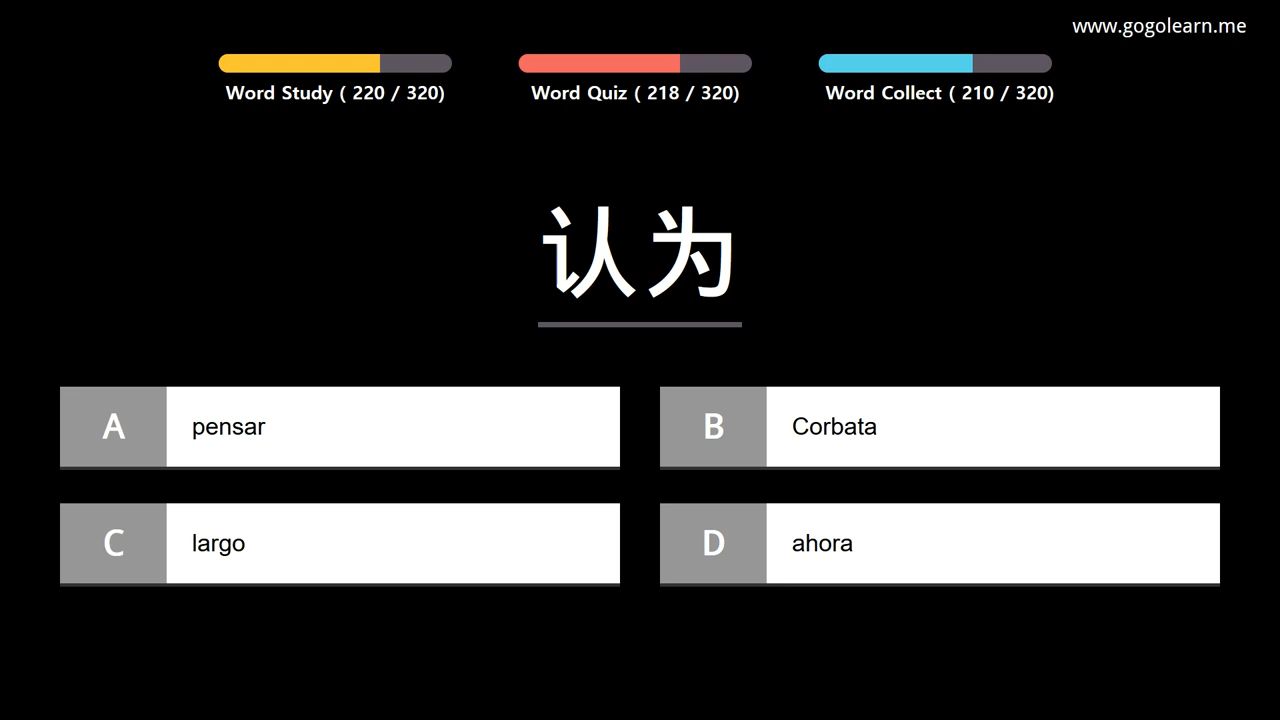 www.gogolearn.me
Word Study ( 220 / 320)
Word Quiz ( 218 / 320)
Word Collect ( 210 / 320)
认为
A pensar
B Corbata
C largo
D ahora